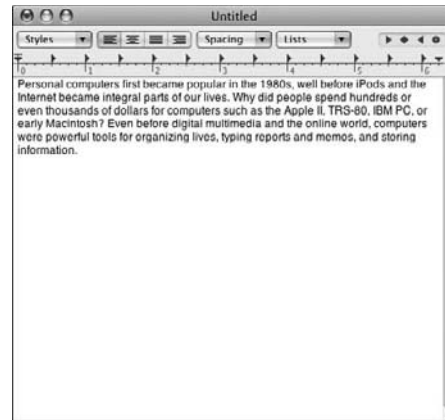 Untitled
Styles Spacing Lists
0 1 2 3 4 5 6
Personal computers first became popular in the 1980s, well before iPods and the
Internet became integral parts of our lives. Why did people spend hundreds or
even thousands of dollars for computers such as the Apple II, TRS-80, IBM PC, or
early Macintosh? Even before digital multimedia and the online world, computers
were powerful tools for organizing lives, typing reports and memos, and storing
information.